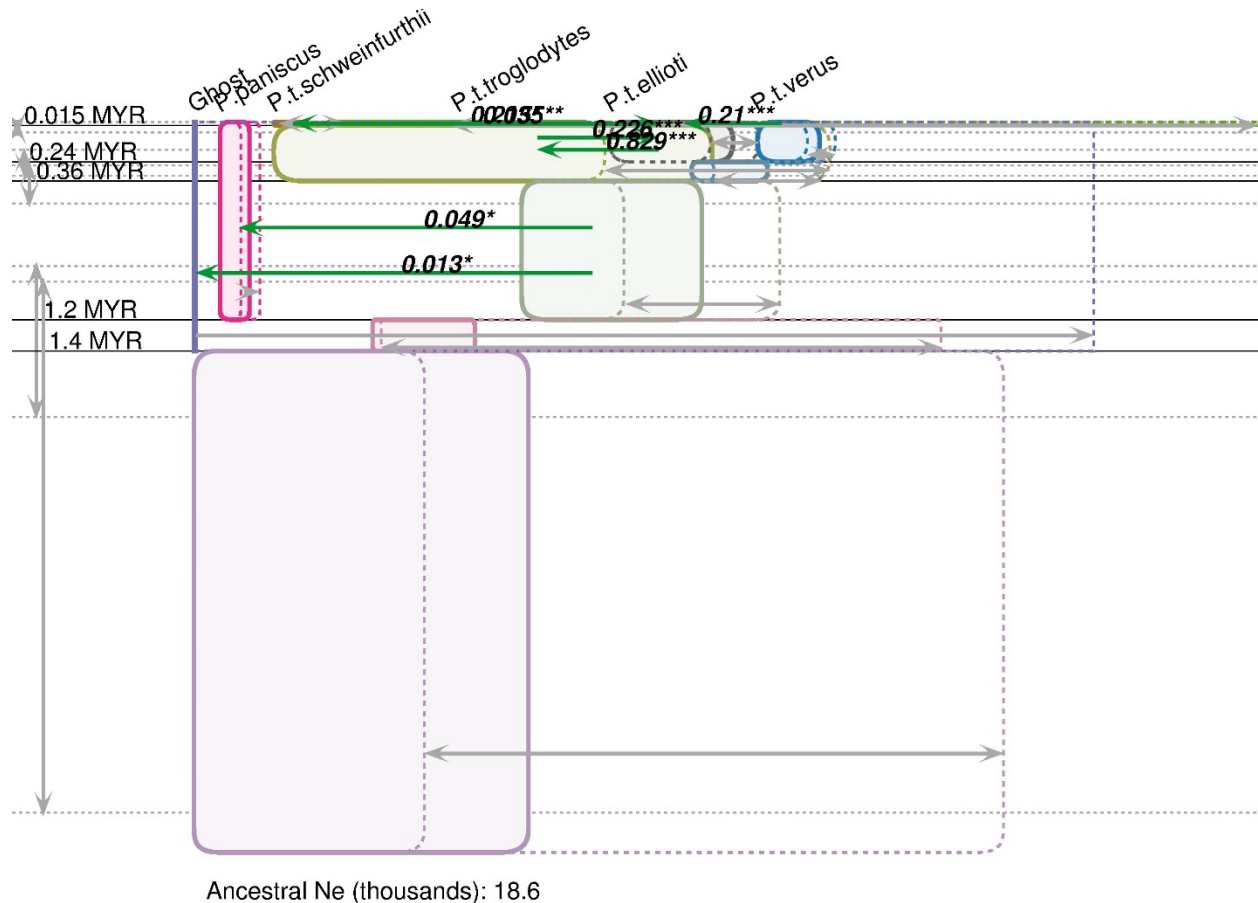 Ghost
P.paniscus
P.t.schweinfurthii
P.t.troglodytes
P.t.ellioti
P.t.verus
0.015 MYR
0.21***
0.226***
0.829***
0.24 MYR
0.36 MYR
0.049*
0.013*
1.2 MYR
1.4 MYR
Ancestral Ne (thousands): 18.6